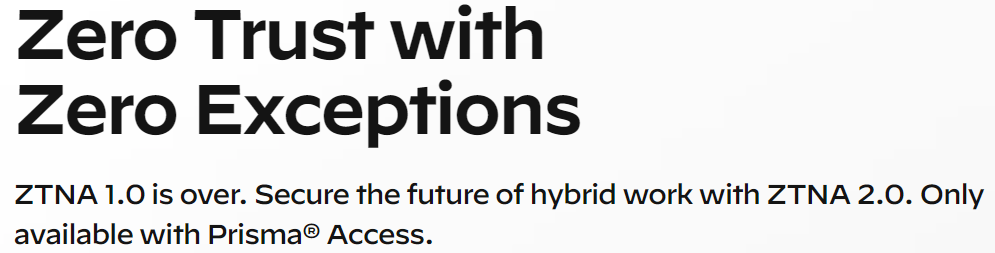 Zero Trust with
Zero Exceptions
ZTNA 1.0 is over. Secure the future of hybrid work with ZTNA 2.0. Only
available with Prisma® Access.